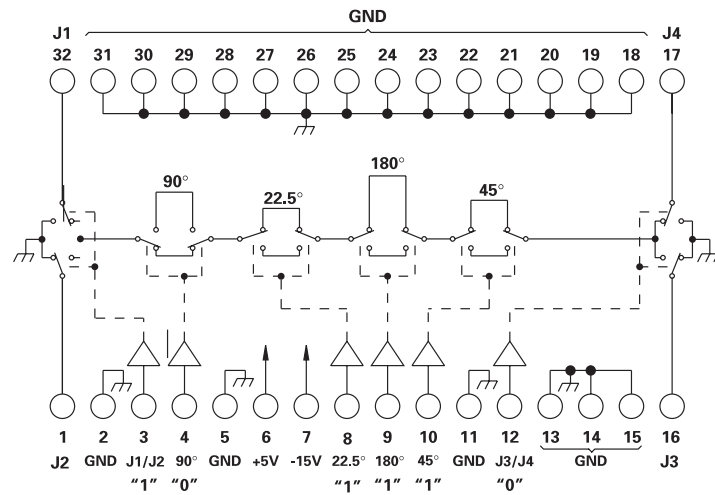 GND
J1 J4
32 31 30 29 28 27 26 25 24 23 22 21 20 19 18 17
180°
90° 45°
22.5°
1 2 3 4 5 6 7 8 9 10 11 12 13 14 15 16
J2 GND J1/J2 90° GND +5V -15V 22.5° 180° 45° GND J3/J4 GND J3
“1” “0” “1” “1” “1” “0”